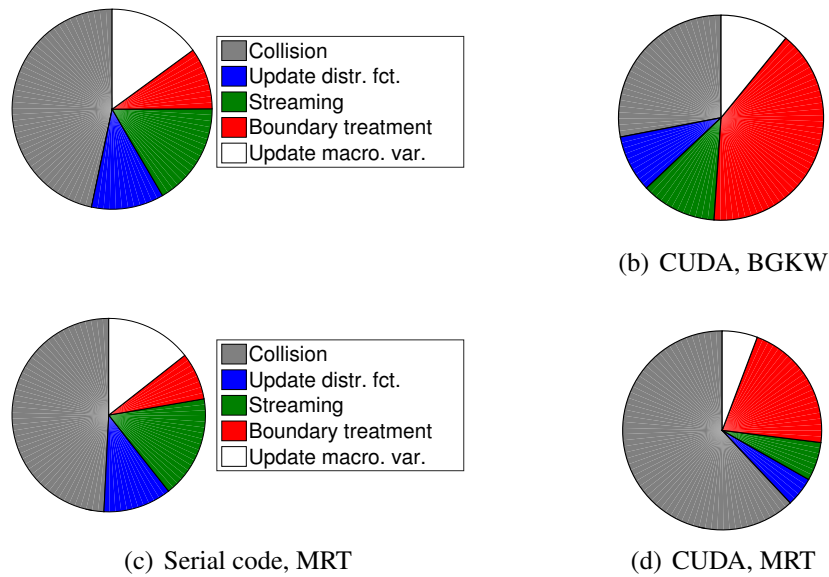 Collision
Update distr. fct.
Streaming
Boundary treatment
Update macro. var.
(b) CUDA, BGKW
Collision
Update distr. fct.
Streaming
Boundary treatment
Update macro. var.
(c) Serial code, MRT
(d) CUDA, MRT